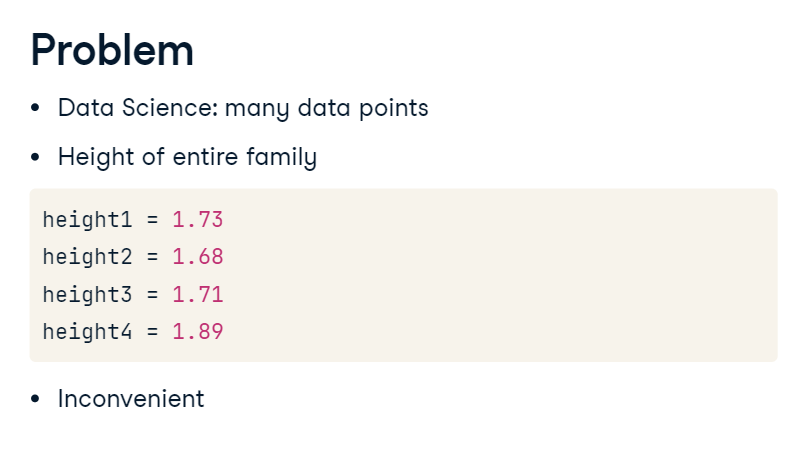 Problem
• Data Science: many data points
• Height of entire family
height1 = 1.73
height2 = 1.68
height3 = 1.71
height4 = 1.89
• Inconvenient